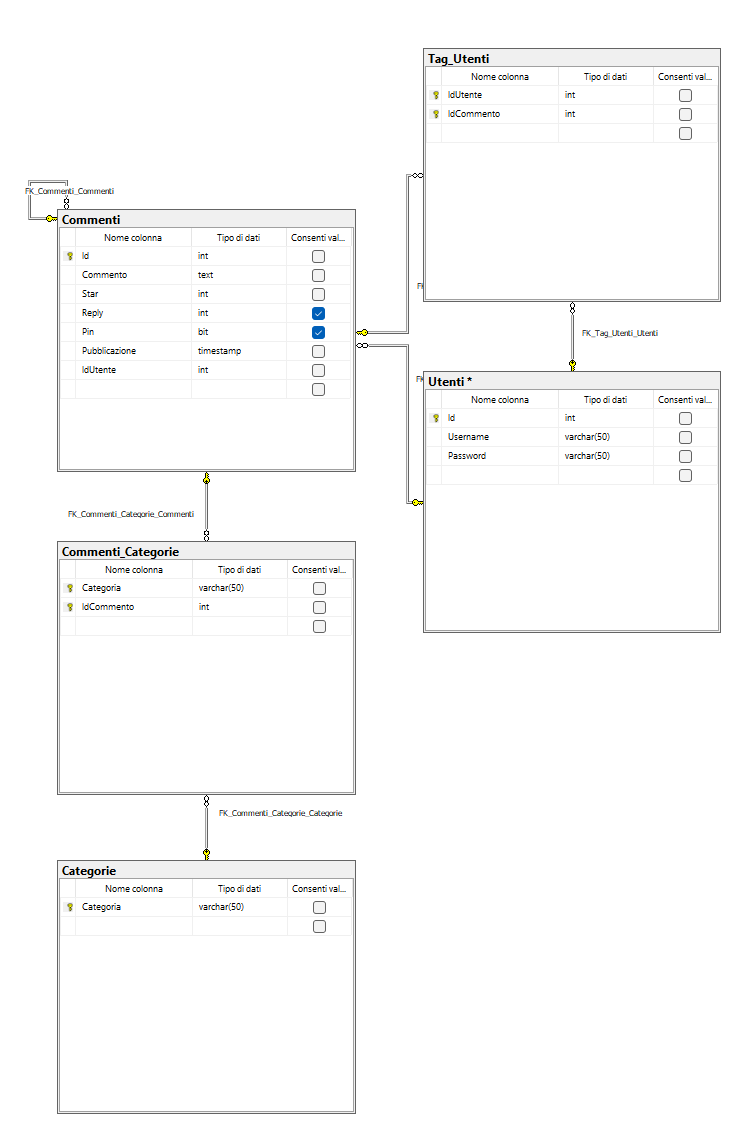 Tag_Utenti
Nome colonna Tipo di dati Consenti val...
IdUtente int
IdCommento int
FK_Commenti_Commenti
Commenti
Nome colonna Tipo di dati Consenti val...
Id int
Commento text
Star int
Reply int
Pin bit
Pubblicazione timestamp
IdUtente int
FK_Tag_Utenti_Utenti
Utenti *
Nome colonna Tipo di dati Consenti val...
Id int
Username varchar(50)
Password varchar(50)
FK_Commenti_Categorie_Commenti
Commenti_Categorie
Nome colonna Tipo di dati Consenti val...
Categoria varchar(50)
IdCommento int
FK_Commenti_Categorie_Categorie
Categorie
Nome colonna Tipo di dati Consenti val...
Categoria varchar(50)